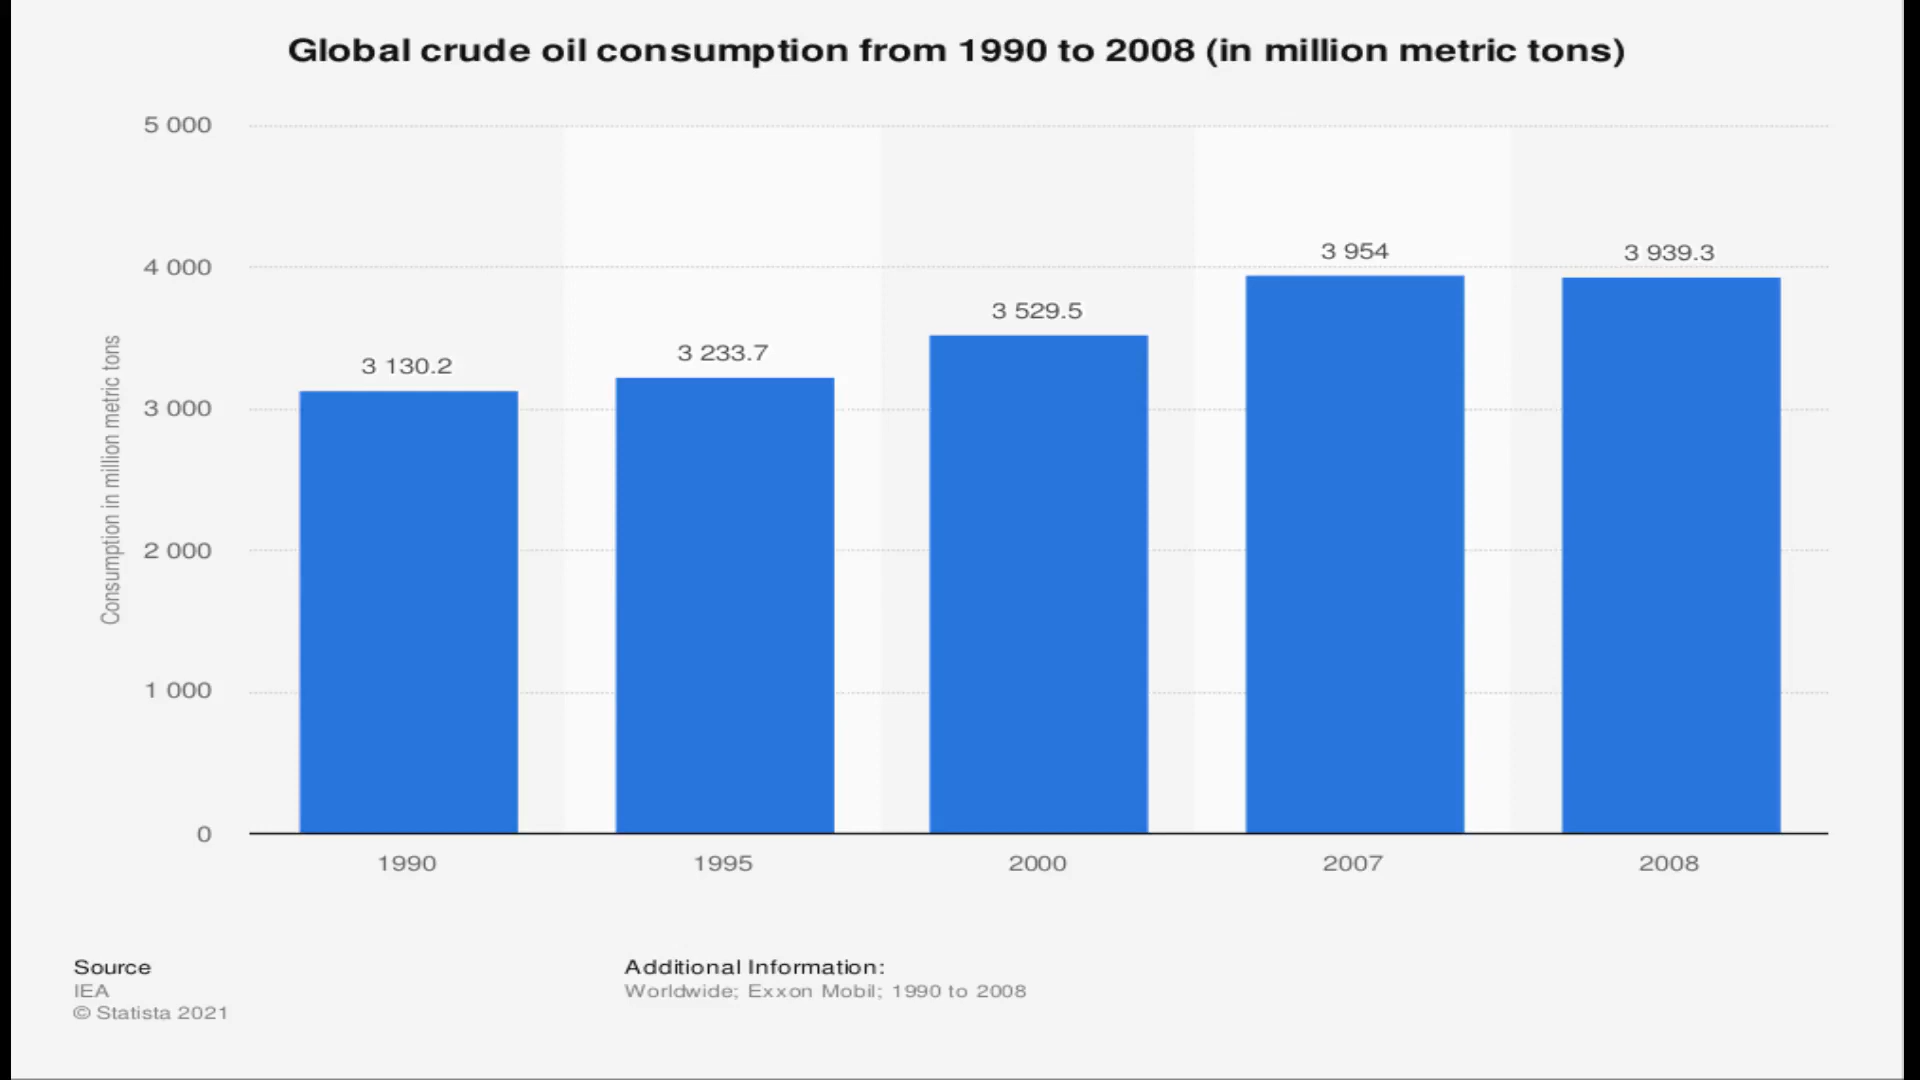 Global crude oil consumption from 1990 to 2008 (in million metric tons)
Consumption in million metric tons
5 000
4 000
3 000
2 000
1 000
0
3 130.2
3 233.7
3 529.5
3 954
3 939.3
1990
1995
2000
2007
2008
Source
IEA
© Statista 2021
Additional Information:
Worldwide; Exxon Mobil; 1990 to 2008